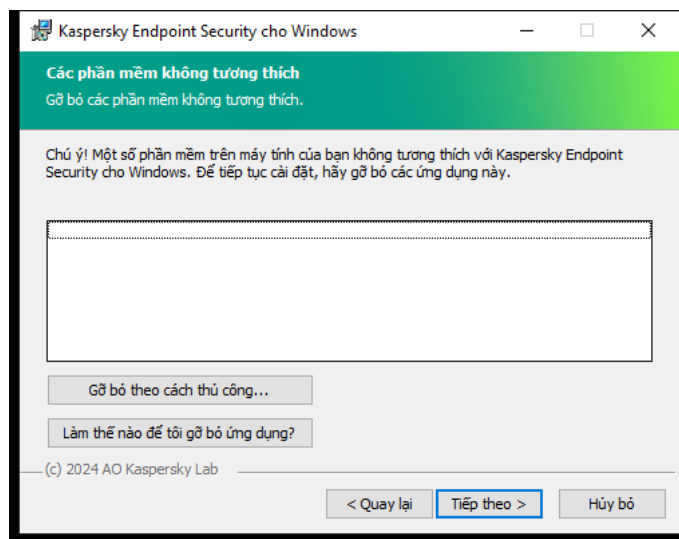 Kaspersky Endpoint Security cho Windows
Các phần mềm không tương thích
Gỡ bỏ các phần mềm không tương thích.
Chú ý! Một số phần mềm trên máy tính của bạn không tương thích với Kaspersky Endpoint
Security cho Windows. Để tiếp tục cài đặt, hãy gỡ bỏ các ứng dụng này.
Gỡ bỏ theo cách thủ công...
Làm thế nào để tôi gỡ bỏ ứng dụng?
(c) 2024 AO Kaspersky Lab
< Quay lại Tiếp theo > Hủy bỏ